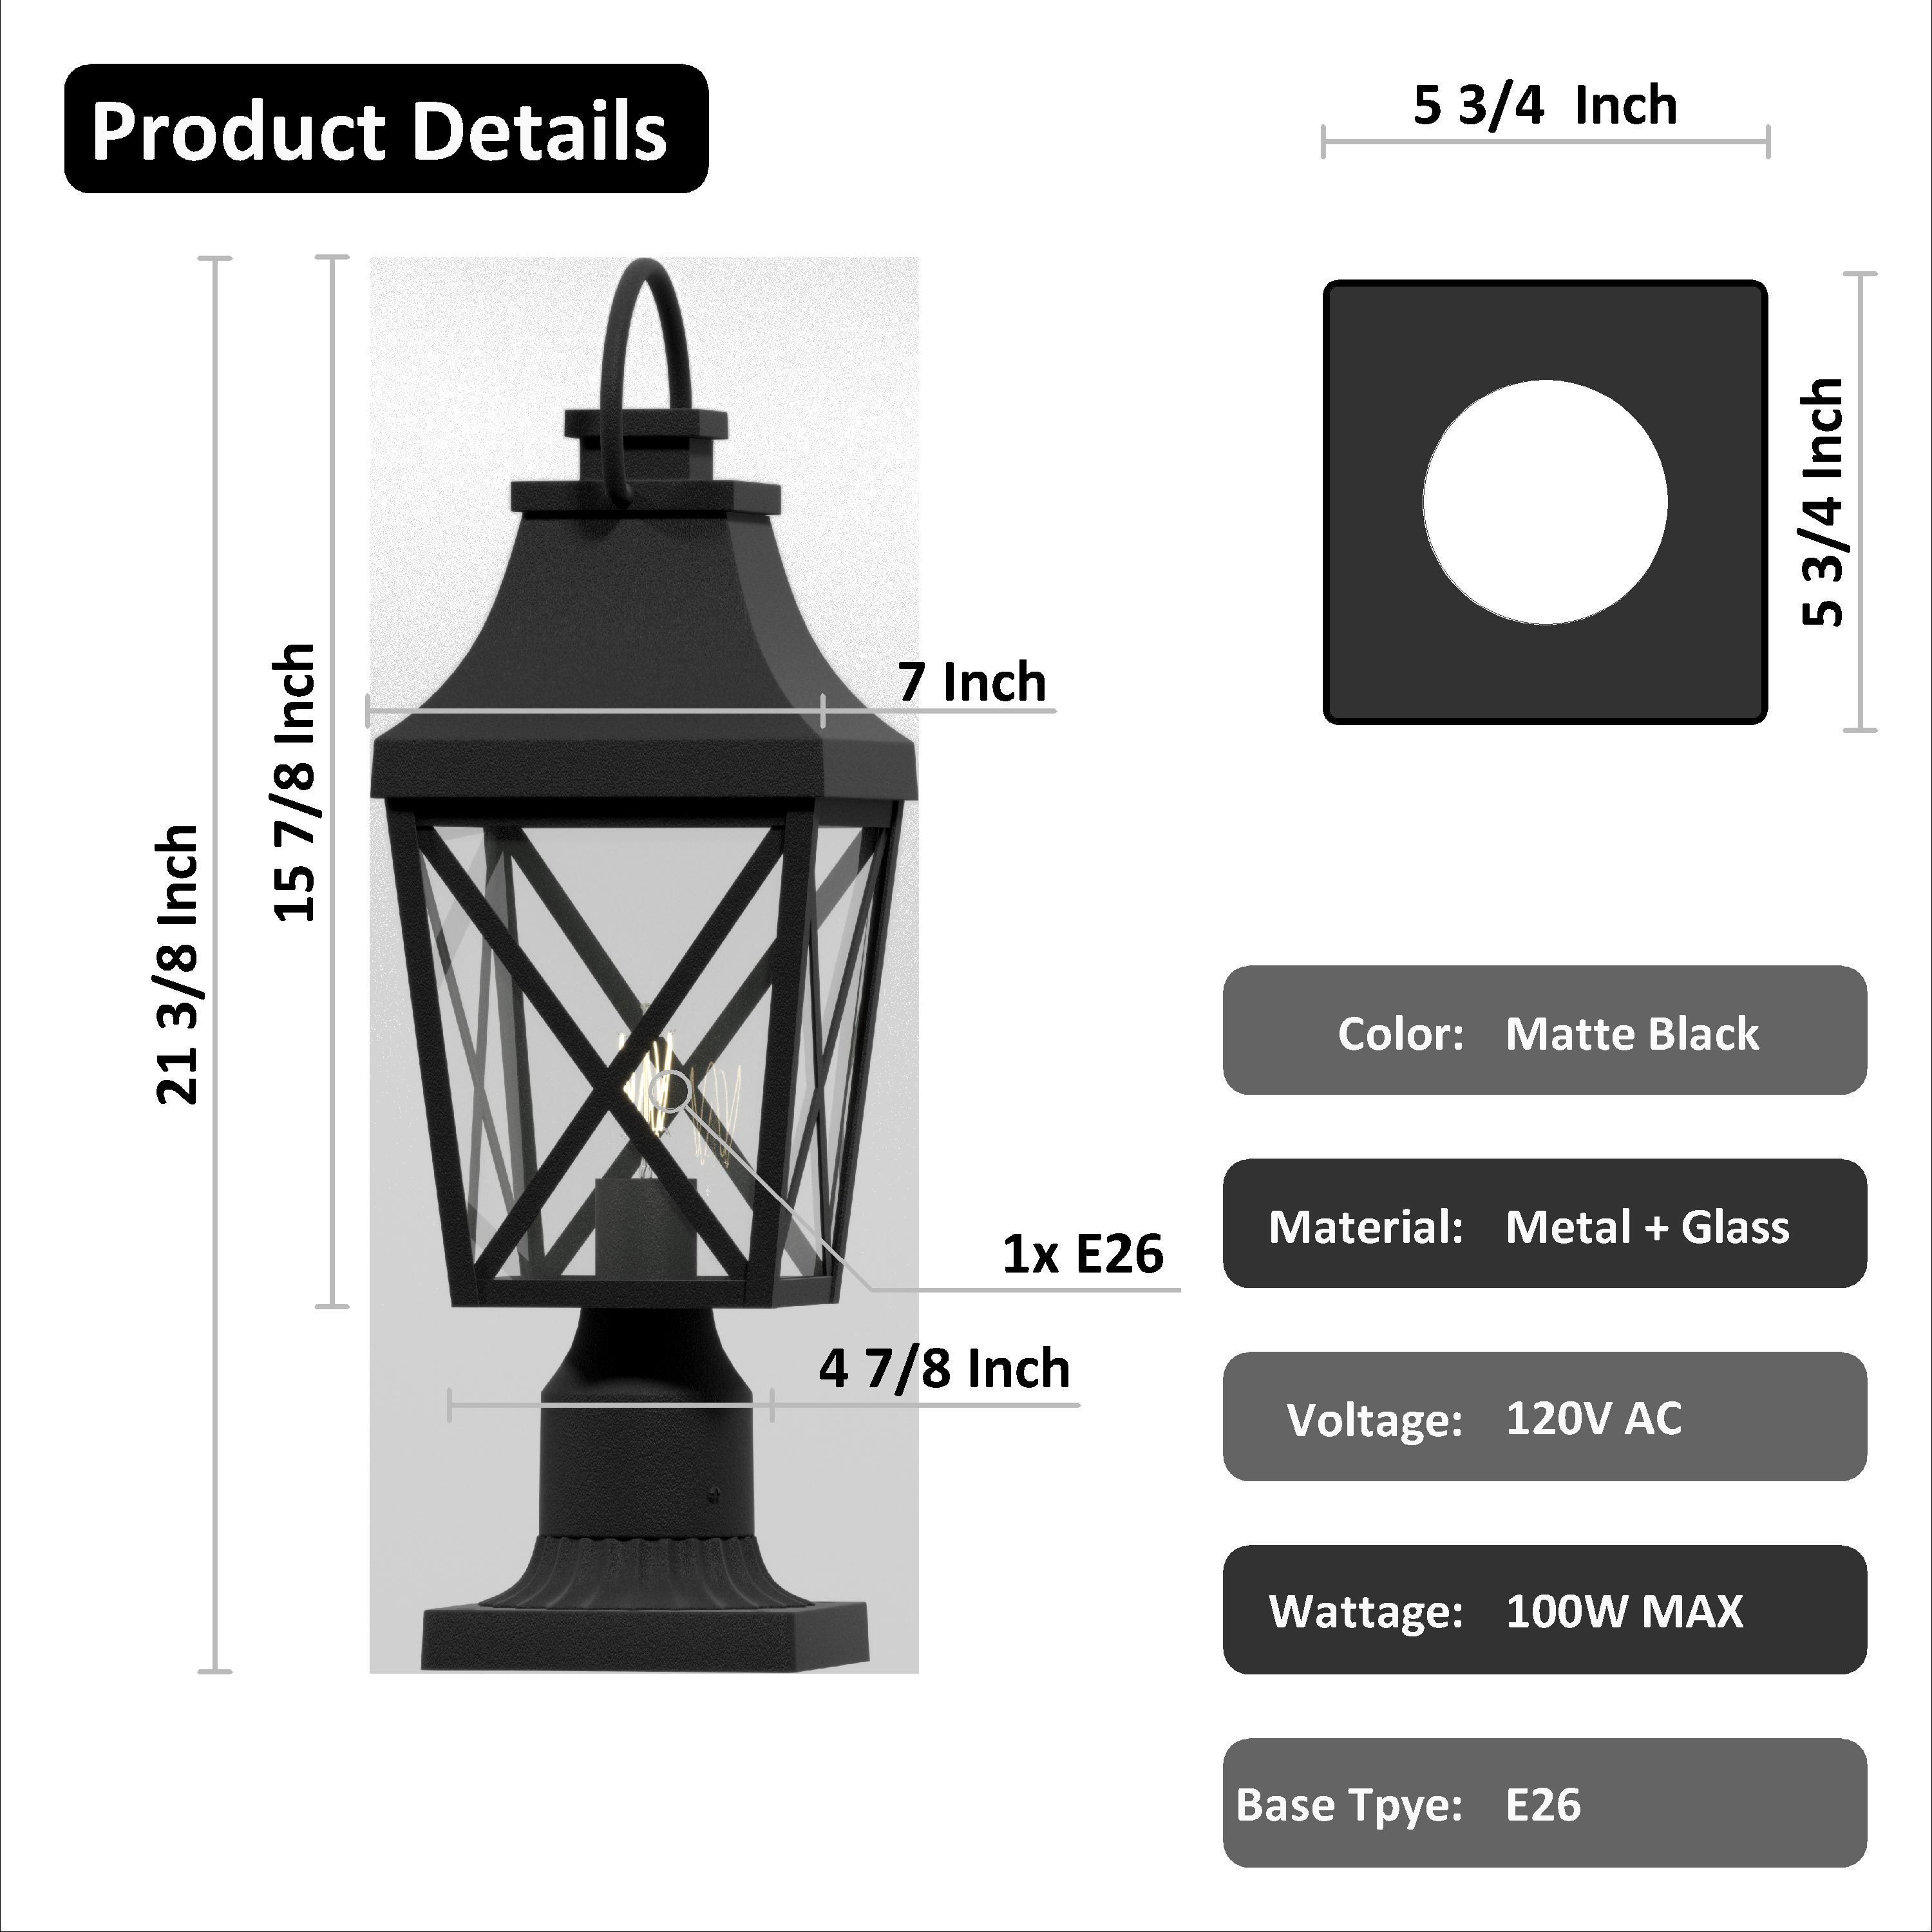 Product Details
5 3/4 Inch
5 3/4 Inch
7 Inch
15 7/8 Inch
21 3/8 Inch
1x E26
4 7/8 Inch
Color: Matte Black
Material: Metal + Glass
Voltage: 120V AC
Wattage: 100W MAX
Base Tpye: E26